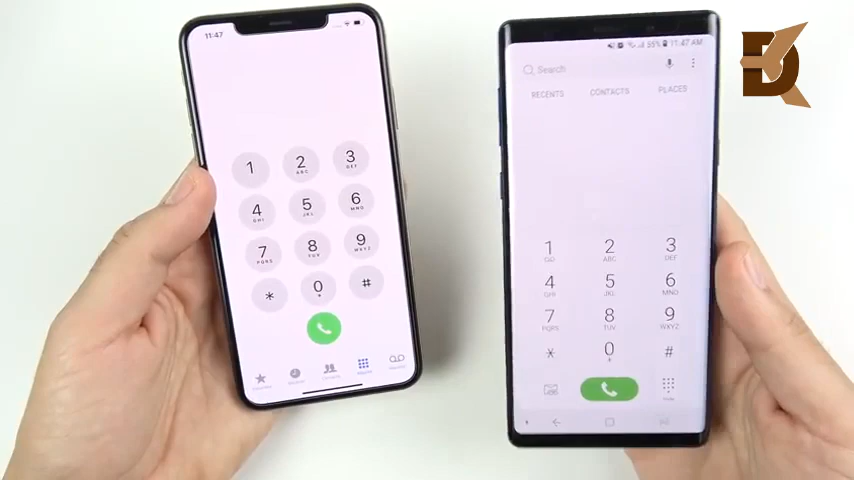 11:47
1
2
ABC
3
DEF
4
GHI
5
JKL
6
MNO
7
PQRS
8
TUV
9
WXYZ
*
0
+
#
55% 11:47 AM
Search
RECENTS
CONTACTS
PLACES
1
2
ABC
3
DEF
4
GHI
5
JKL
6
MNO
7
PQRS
8
TUV
9
WXYZ
*
0
+
#
DK